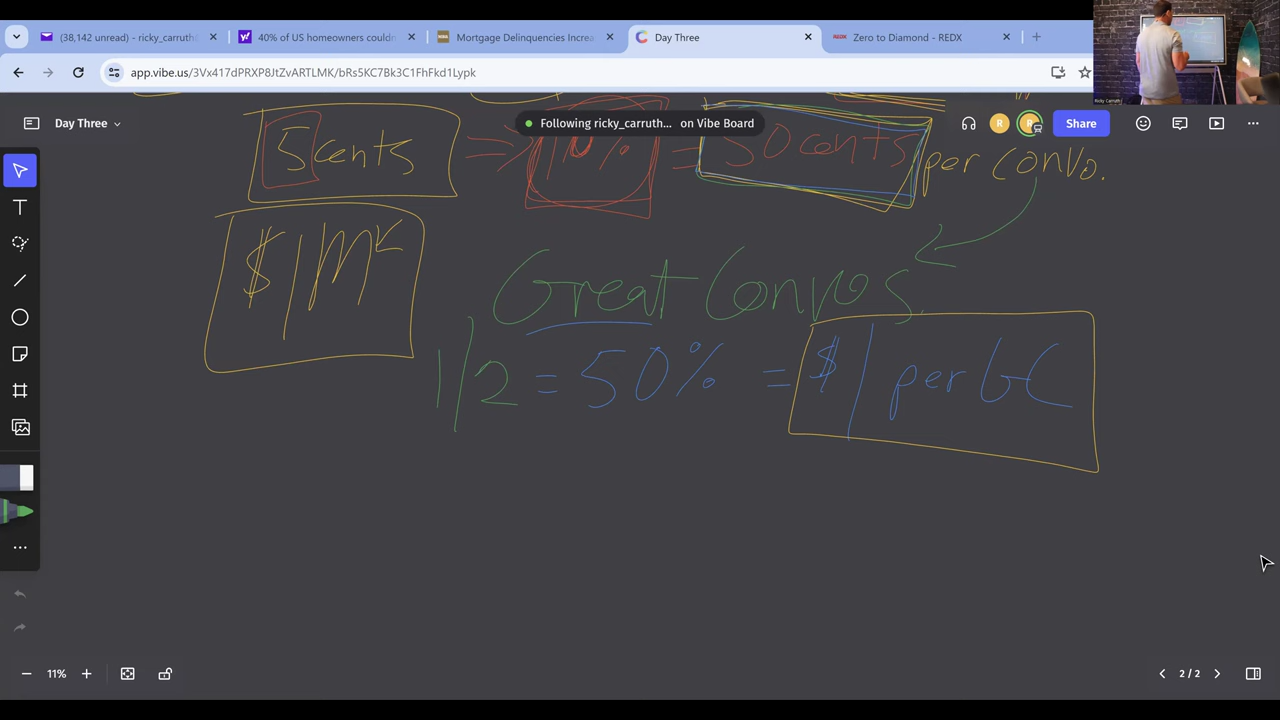 (38,142 unread) - ricky_carruth
40% of US homeowners could
Mortgage Delinquencies Increa
Day Three
Zero to Diamond - REDX
app.vibe.us/3Vx417dPRXP8JtZvARTLMK/bRs5KC7Bk3C1FhFkd1Lypk
Ricky Carruth
Day Three
Following ricky_carruth... on Vibe Board
R
R
Share
5 cents => 10% = 50 cents per convo.
$1M
Great Convos
1/2 = 50% = $1 per GC
11%
2 / 2